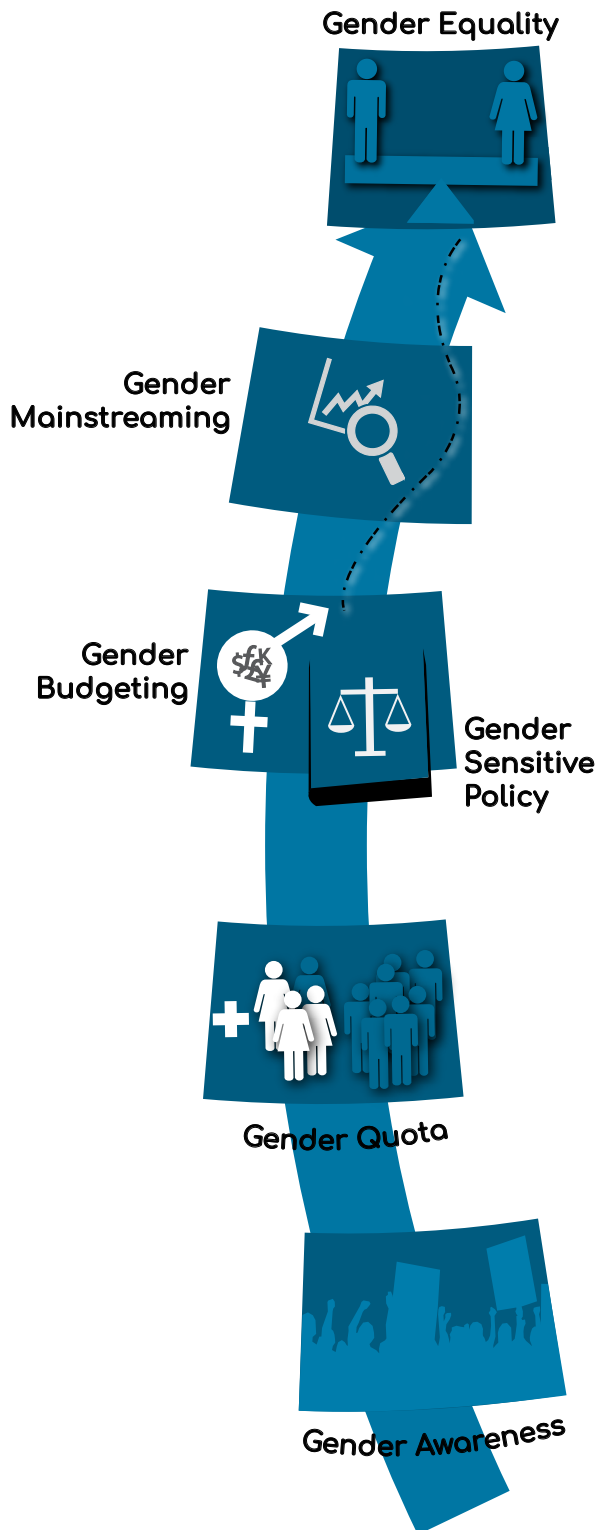 Gender Equality
Gender
Mainstreaming
Gender
Budgeting
Gender
Sensitive
Policy
Gender Quota
Gender Awareness